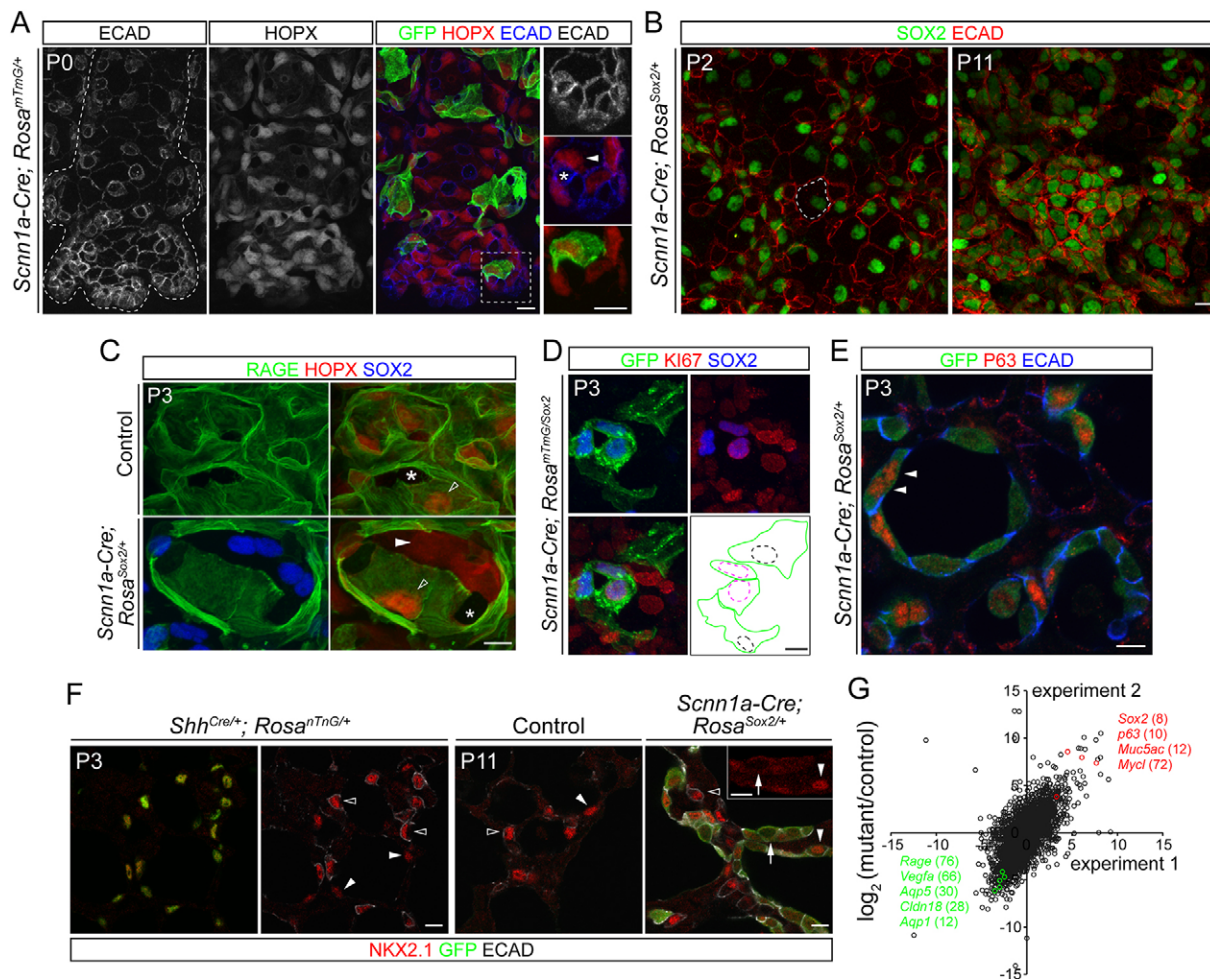 A
ECAD
HOPX
GFP HOPX ECAD
ECAD
Scnn1a-Cre; Rosa^mTmG/+
P0
*
B
SOX2 ECAD
Scnn1a-Cre; Rosa^Sox2/+
P2
P11
C
RAGE HOPX SOX2
P3
Control
*
Scnn1a-Cre;
Rosa^Sox2/+
*
D
GFP KI67 SOX2
Scnn1a-Cre; Rosa^mTmG/Sox2
P3
E
GFP P63 ECAD
Scnn1a-Cre; Rosa^Sox2/+
P3
F
Shh^Cre/+; Rosa^nTnG/+
Control
Scnn1a-Cre;
Rosa^Sox2/+
P3
P11
NKX2.1 GFP ECAD
G
log2 (mutant/control)
15
experiment 2
10
5
0
-5
-10
-15
-15
-10
-5
0
5
10
15
experiment 1
Sox2 (8)
p63 (10)
Muc5ac (12)
Mycl (72)
Rage (76)
Vegfa (66)
Aqp5 (30)
Cldn18 (28)
Aqp1 (12)